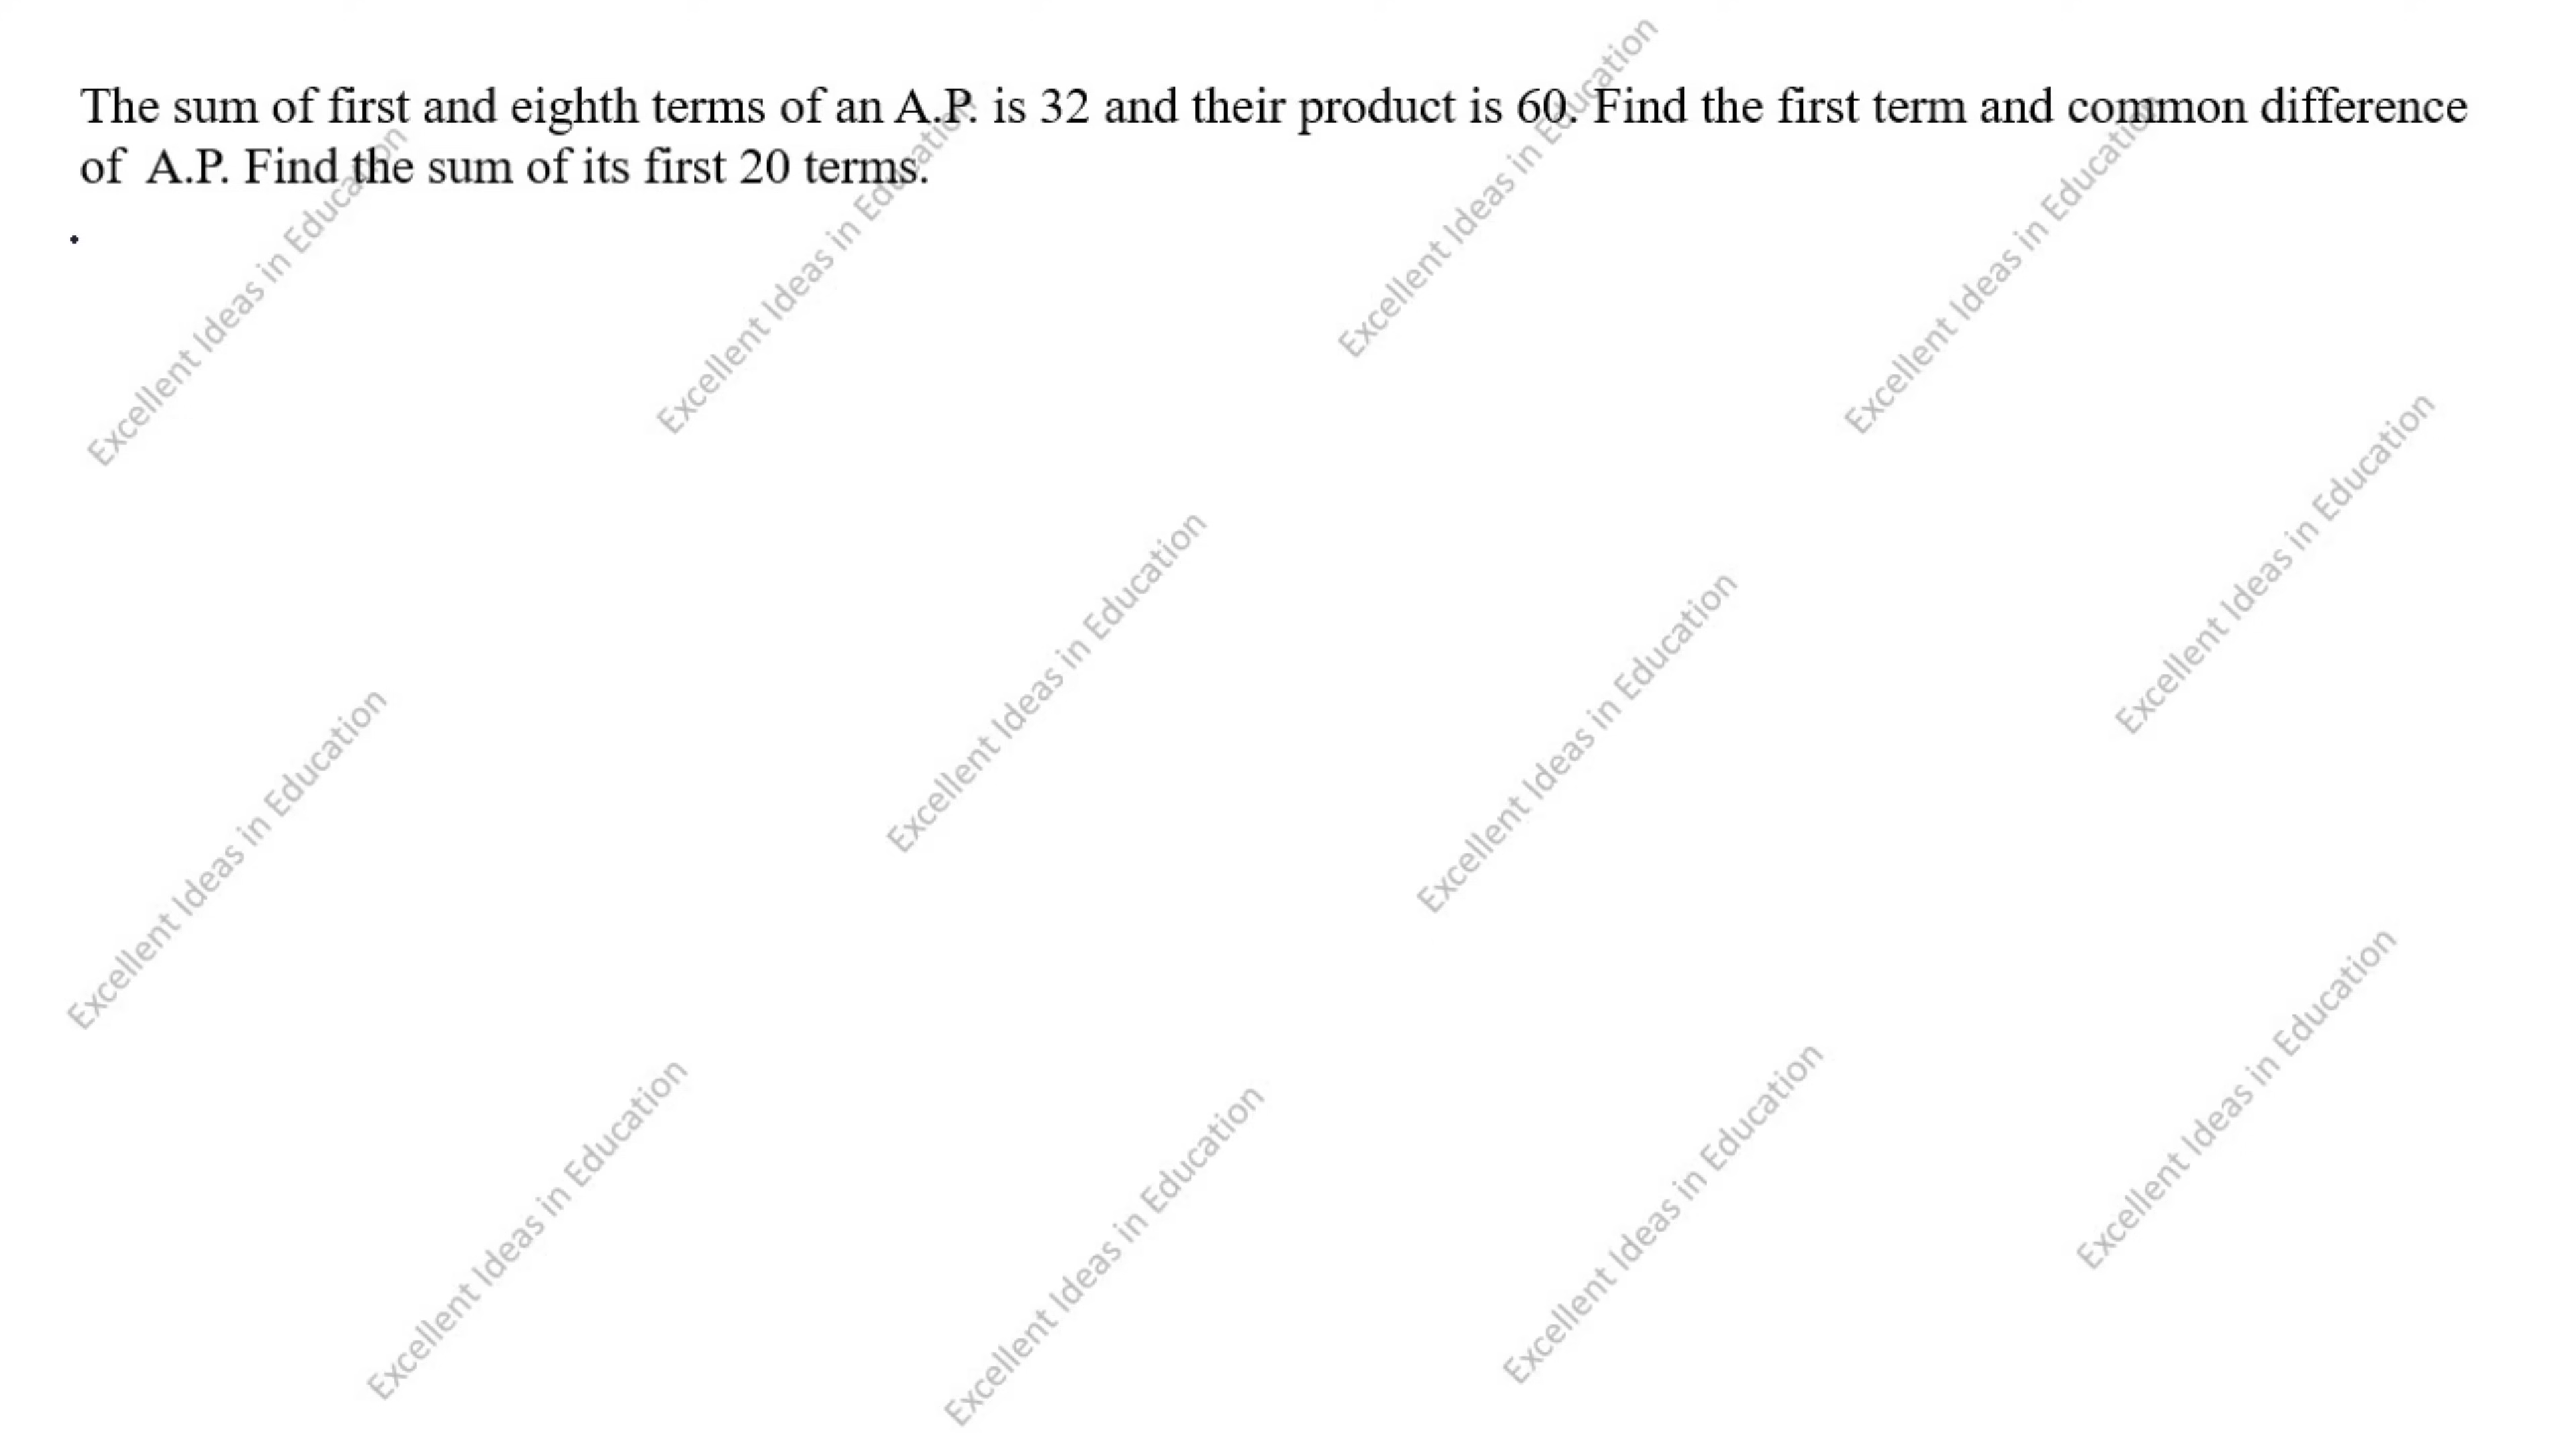 The sum of first and eighth terms of an A.P. is 32 and their product is 60. Find the first term and common difference
of A.P. Find the sum of its first 20 terms.
Excellent Ideas in Education
Excellent Ideas in Education
Excellent Ideas in Education
Excellent Ideas in Education
Excellent Ideas in Education
Excellent Ideas in Education
Excellent Ideas in Education
Excellent Ideas in Education
Excellent Ideas in Education
Excellent Ideas in Education
Excellent Ideas in Education
Excellent Ideas in Education